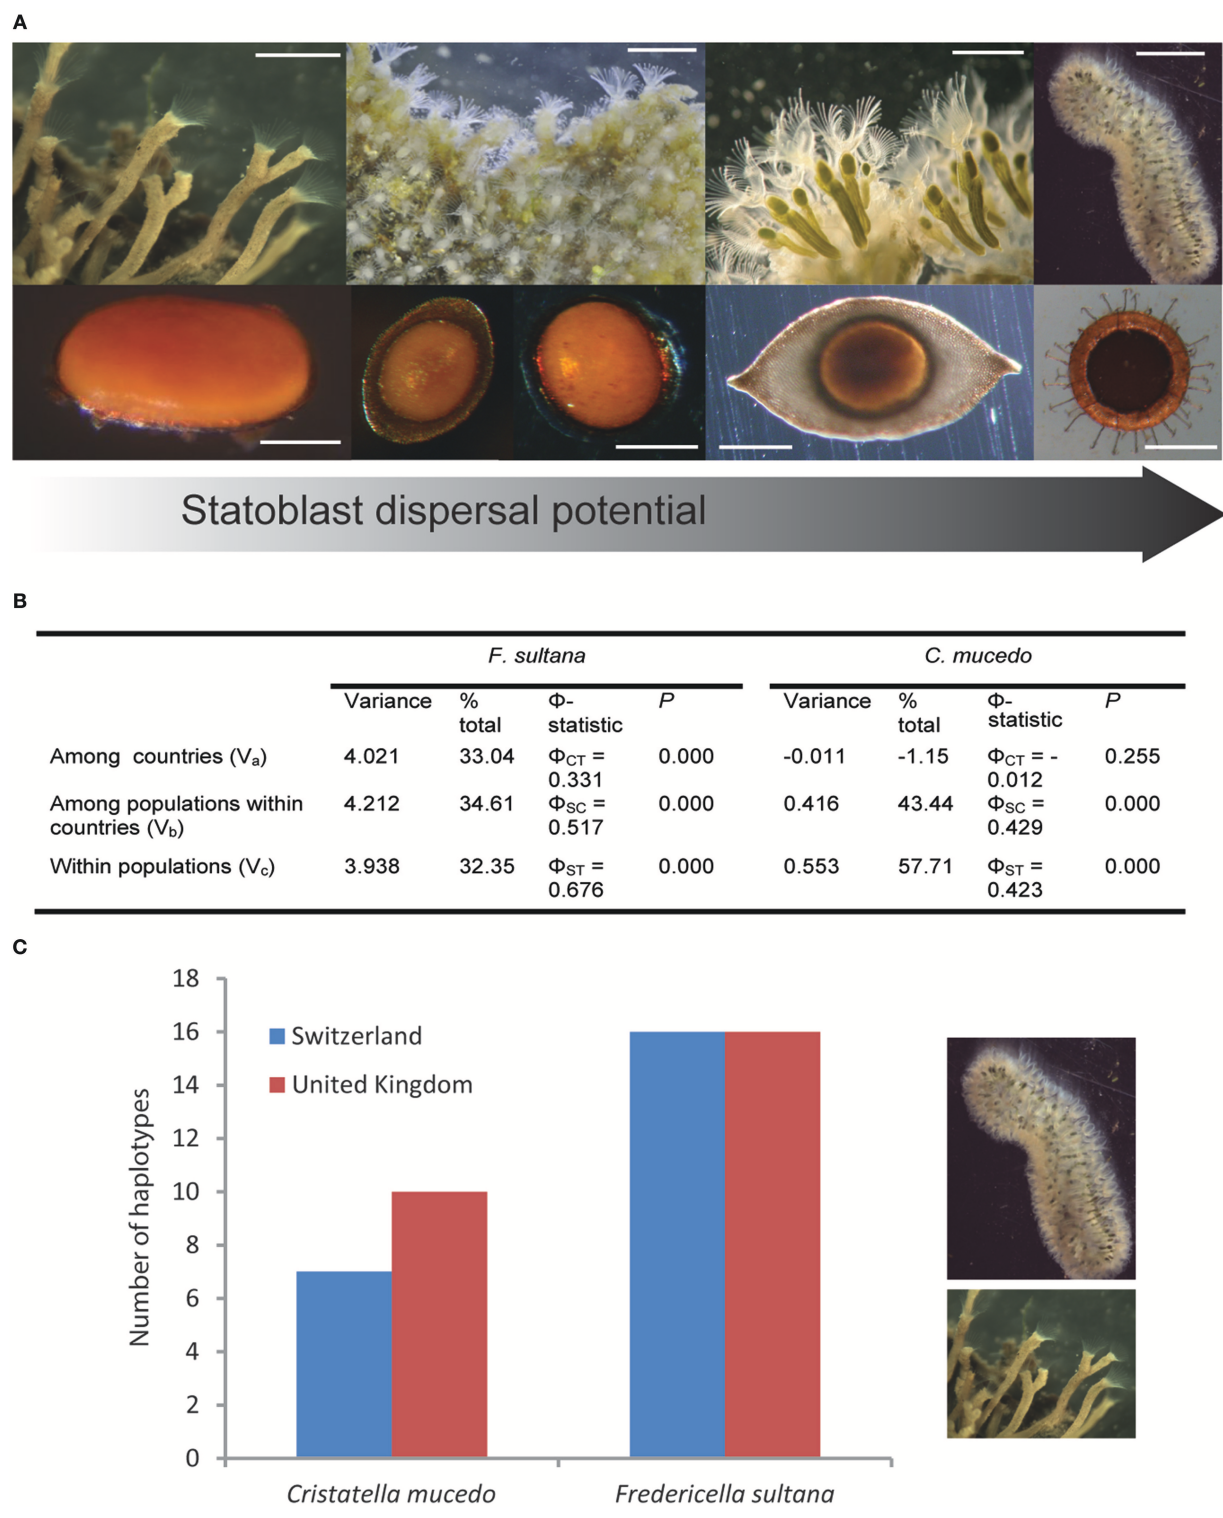 A
Statoblast dispersal potential
B
F. sultana C. mucedo
Variance % total Φ-statistic P Variance % total Φ-statistic P
Among countries (Va) 4.021 33.04 ΦCT = 0.331 0.000 -0.011 -1.15 ΦCT = -0.012 0.255
Among populations within countries (Vb) 4.212 34.61 ΦSC = 0.517 0.000 0.416 43.44 ΦSC = 0.429 0.000
Within populations (Vc) 3.938 32.35 ΦST = 0.676 0.000 0.553 57.71 ΦST = 0.423 0.000
C
Number of haplotypes
18
16
14
12
10
8
6
4
2
0
Switzerland
United Kingdom
Cristatella mucedo
Fredericella sultana